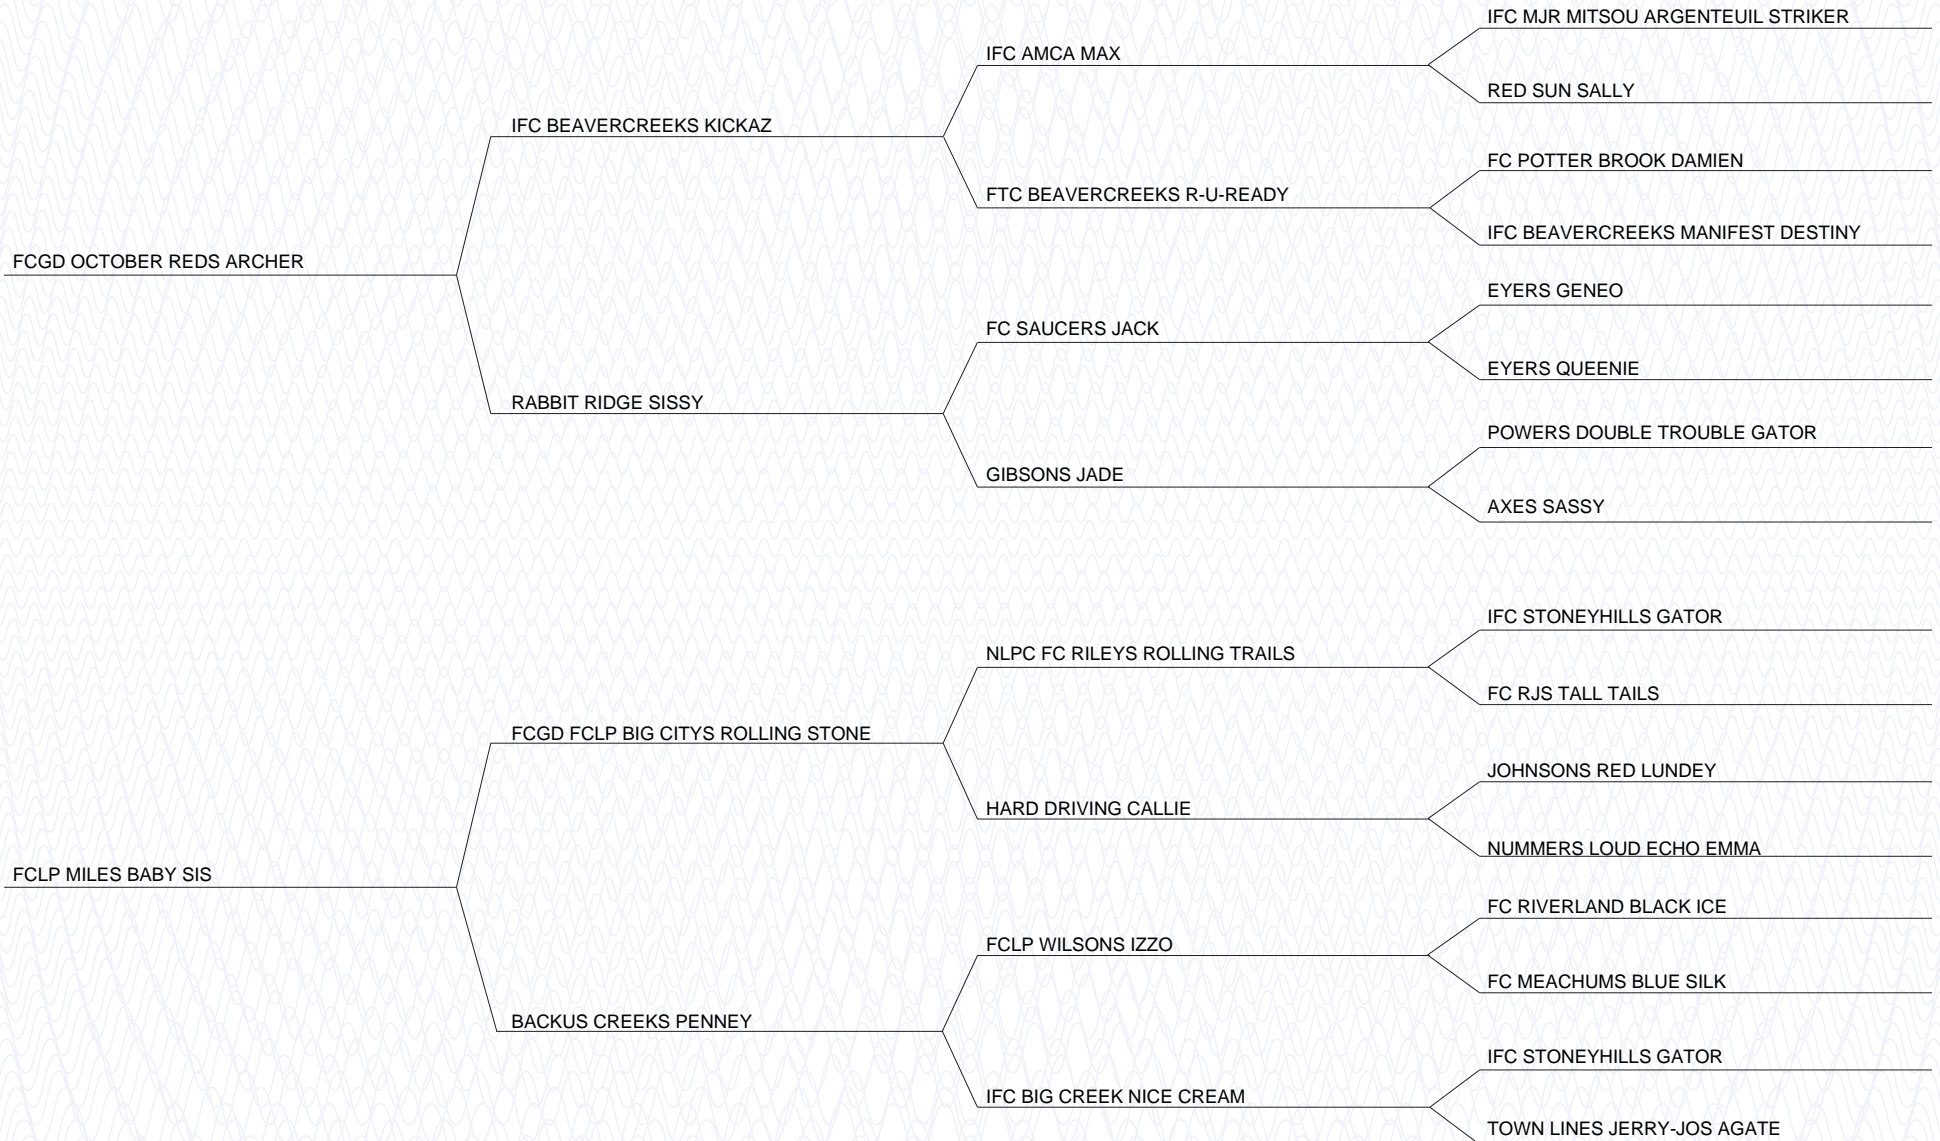 IFC MJR MITSOU ARGENTEUIL STRIKER
IFC AMCA MAX
RED SUN SALLY
IFC BEAVERCREEKS KICKAZ
FC POTTER BROOK DAMIEN
FTC BEAVERCREEKS R-U-READY
IFC BEAVERCREEKS MANIFEST DESTINY
FCGD OCTOBER REDS ARCHER
EYERS GENEO
FC SAUCERS JACK
EYERS QUEENIE
RABBIT RIDGE SISSY
POWERS DOUBLE TROUBLE GATOR
GIBSONS JADE
AXES SASSY
IFC STONEYHILLS GATOR
NLPC FC RILEYS ROLLING TRAILS
FC RJS TALL TAILS
FCGD FCLP BIG CITYS ROLLING STONE
JOHNSONS RED LUNDEY
HARD DRIVING CALLIE
NUMMERS LOUD ECHO EMMA
FCLP MILES BABY SIS
FC RIVERLAND BLACK ICE
FCLP WILSONS IZZO
FC MEACHUMS BLUE SILK
BACKUS CREEKS PENNEY
IFC STONEYHILLS GATOR
IFC BIG CREEK NICE CREAM
TOWN LINES JERRY-JOS AGATE